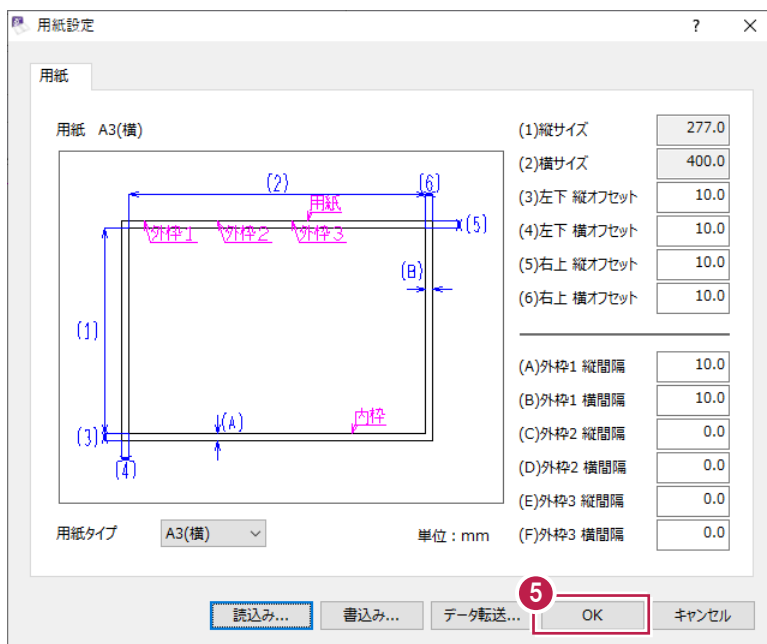 用紙設定
用紙
用紙 A3(横)
(2)
(6)
用紙
外枠1
外枠2
外枠3
(5)
(B)
(1)
内枠
(A)
(3)
(4)
用紙タイプ
A3(横)
単位：mm
(1)縦サイズ 277.0
(2)横サイズ 400.0
(3)左下 縦オフセット 10.0
(4)左下 横オフセット 10.0
(5)右上 縦オフセット 10.0
(6)右上 横オフセット 10.0
(A)外枠1 縦間隔 10.0
(B)外枠1 横間隔 10.0
(C)外枠2 縦間隔 0.0
(D)外枠2 横間隔 0.0
(E)外枠3 縦間隔 0.0
(F)外枠3 横間隔 0.0
5
読込み... 書込み... データ転送... OK キャンセル